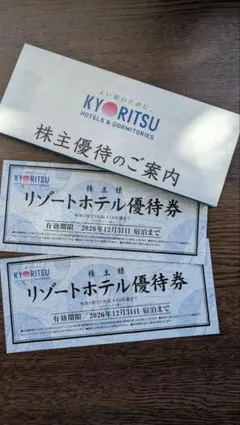 よい朝のために。
KYORITSU
HOTELS & DORMITORIES
株主優待のご案内
KYORITSU
株主様
リゾートホテル優待券
有効期限 2026年12月31日 宿泊まで
KYORITSU
株主様
リゾートホテル優待券
有効期限 2026年12月31日 宿泊まで